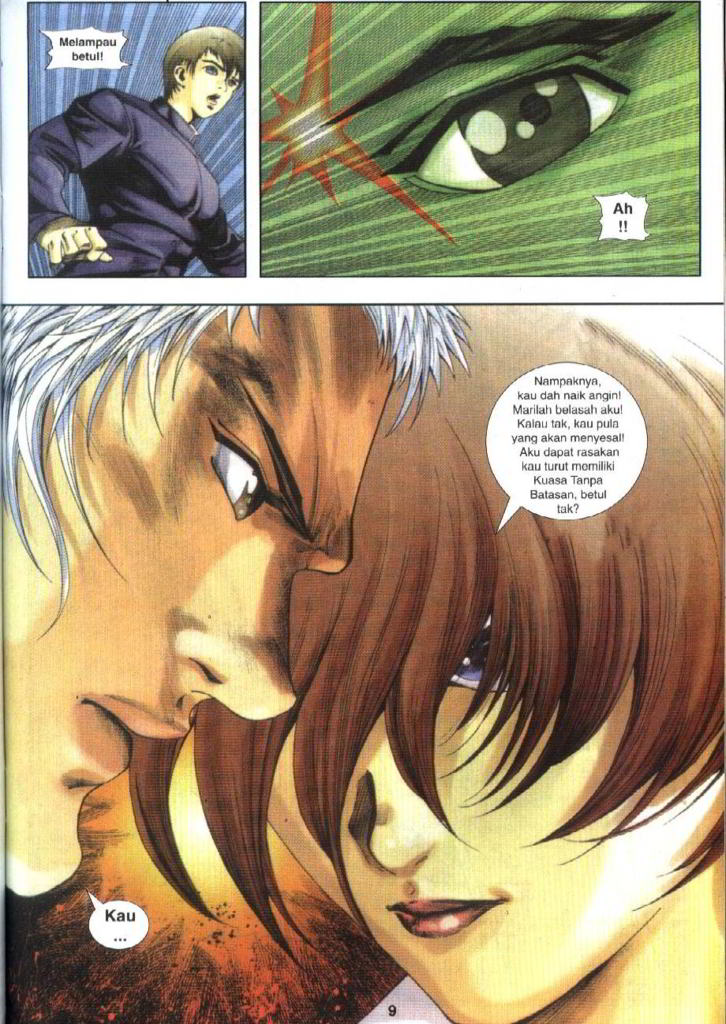 Melampau
betul!
Ah
!!
Nampaknya,
kau dah naik angin!
Marilah belasah aku!
Kalau tak, kau pula
yang akan menyesal!
Aku dapat rasakan
kau turut memiliki
Kuasa Tanpa
Batasan, betul
tak?
Kau
...
9